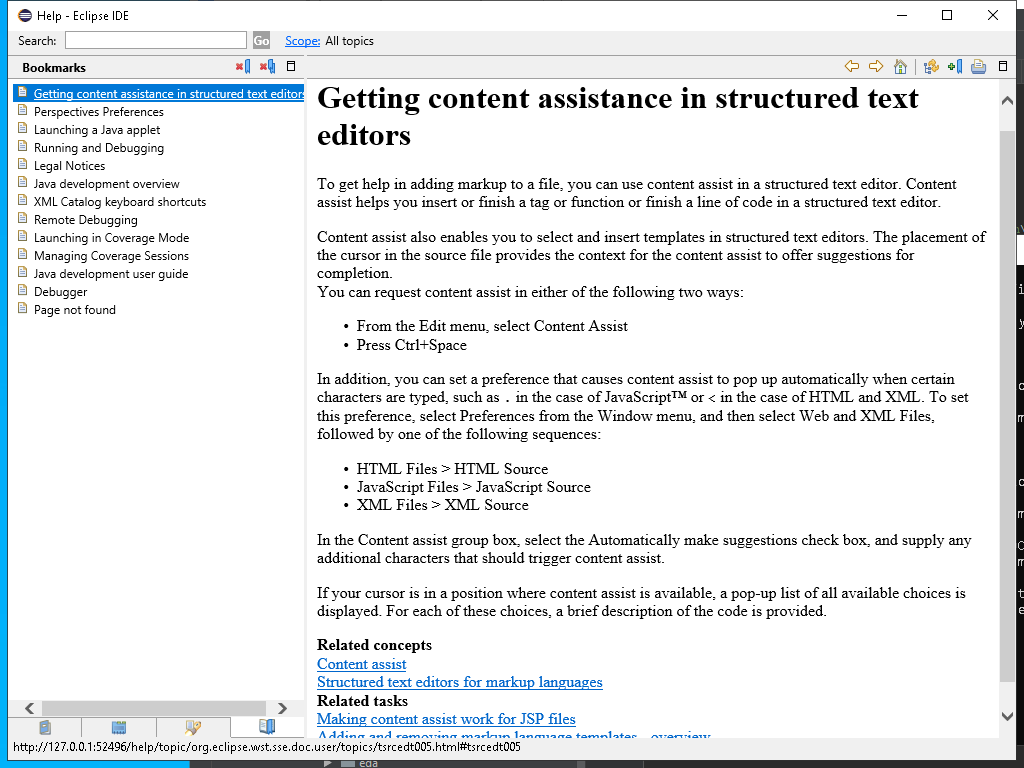 Help - Eclipse IDE
Search:
Go
Scope: All topics
Bookmarks
Getting content assistance in structured text editors
Perspectives Preferences
Launching a Java applet
Running and Debugging
Legal Notices
Java development overview
XML Catalog keyboard shortcuts
Remote Debugging
Launching in Coverage Mode
Managing Coverage Sessions
Java development user guide
Debugger
Page not found
Getting content assistance in structured text
editors
To get help in adding markup to a file, you can use content assist in a structured text editor. Content
assist helps you insert or finish a tag or function or finish a line of code in a structured text editor.
Content assist also enables you to select and insert templates in structured text editors. The placement of
the cursor in the source file provides the context for the content assist to offer suggestions for
completion.
You can request content assist in either of the following two ways:
• From the Edit menu, select Content Assist
• Press Ctrl+Space
In addition, you can set a preference that causes content assist to pop up automatically when certain
characters are typed, such as . in the case of JavaScript™ or < in the case of HTML and XML. To set
this preference, select Preferences from the Window menu, and then select Web and XML Files,
followed by one of the following sequences:
• HTML Files > HTML Source
• JavaScript Files > JavaScript Source
• XML Files > XML Source
In the Content assist group box, select the Automatically make suggestions check box, and supply any
additional characters that should trigger content assist.
If your cursor is in a position where content assist is available, a pop-up list of all available choices is
displayed. For each of these choices, a brief description of the code is provided.
Related concepts
Content assist
Structured text editors for markup languages
Related tasks
Making content assist work for JSP files
Adding and removing markup language templates - overview
http://127.0.0.1:52496/help/topic/org.eclipse.wst.sse.doc.user/topics/tsrcedt005.html#tsrcedt005
eda